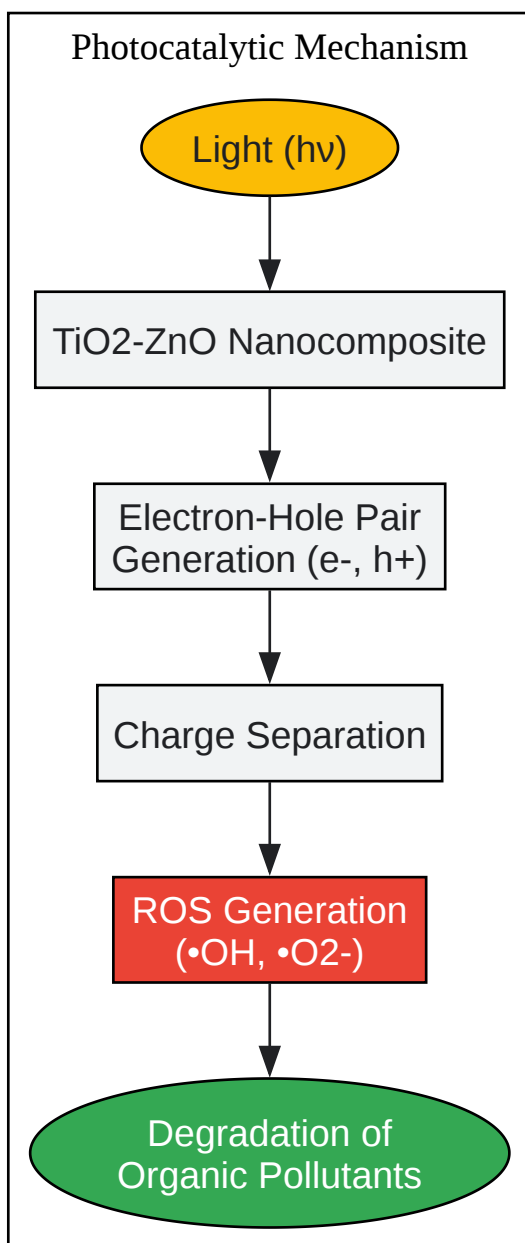 Photocatalytic Mechanism
Light (hν)
TiO2-ZnO Nanocomposite
Electron-Hole Pair
Generation (e-, h+)
Charge Separation
ROS Generation
(•OH, •O2-)
Degradation of
Organic Pollutants